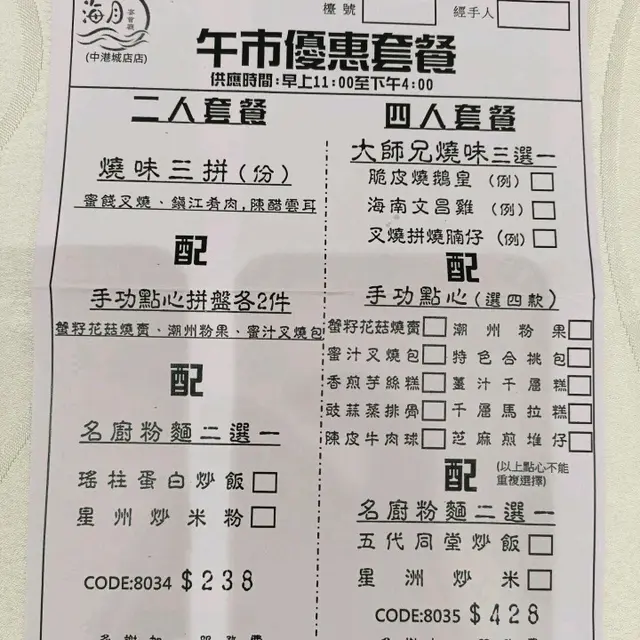 海月
(中港城店店)
檯號
經手人
午市優惠套餐
供應時間:早上11:00至下午4:00
二人套餐
燒味三拼(份)
蜜餞叉燒、鎮江肴肉,陳醋雲耳
配
手功點心拼盤各2件
蟹籽花菇燒賣、潮州粉果、蜜汁叉燒包
配
名廚粉麵二選一
瑤柱蛋白炒飯
星州炒米粉
CODE:8034 $238
四人套餐
大師兄燒味三選一
脆皮燒鵝皇(例)
海南文昌雞(例)
叉燒拼燒腩仔(例)
配
手功點心(選四款)
蟹籽花菇燒賣 潮州粉果
蜜汁叉燒包 特色合挑包
香煎芋絲糕 薑汁千層糕
豉蒜蒸排骨 千層馬拉糕
陳皮牛肉球 芝麻煎堆仔
配
(以上點心不能
重複選擇)
名廚粉麵二選一
五代同堂炒飯
星洲炒米
CODE:8035 $428